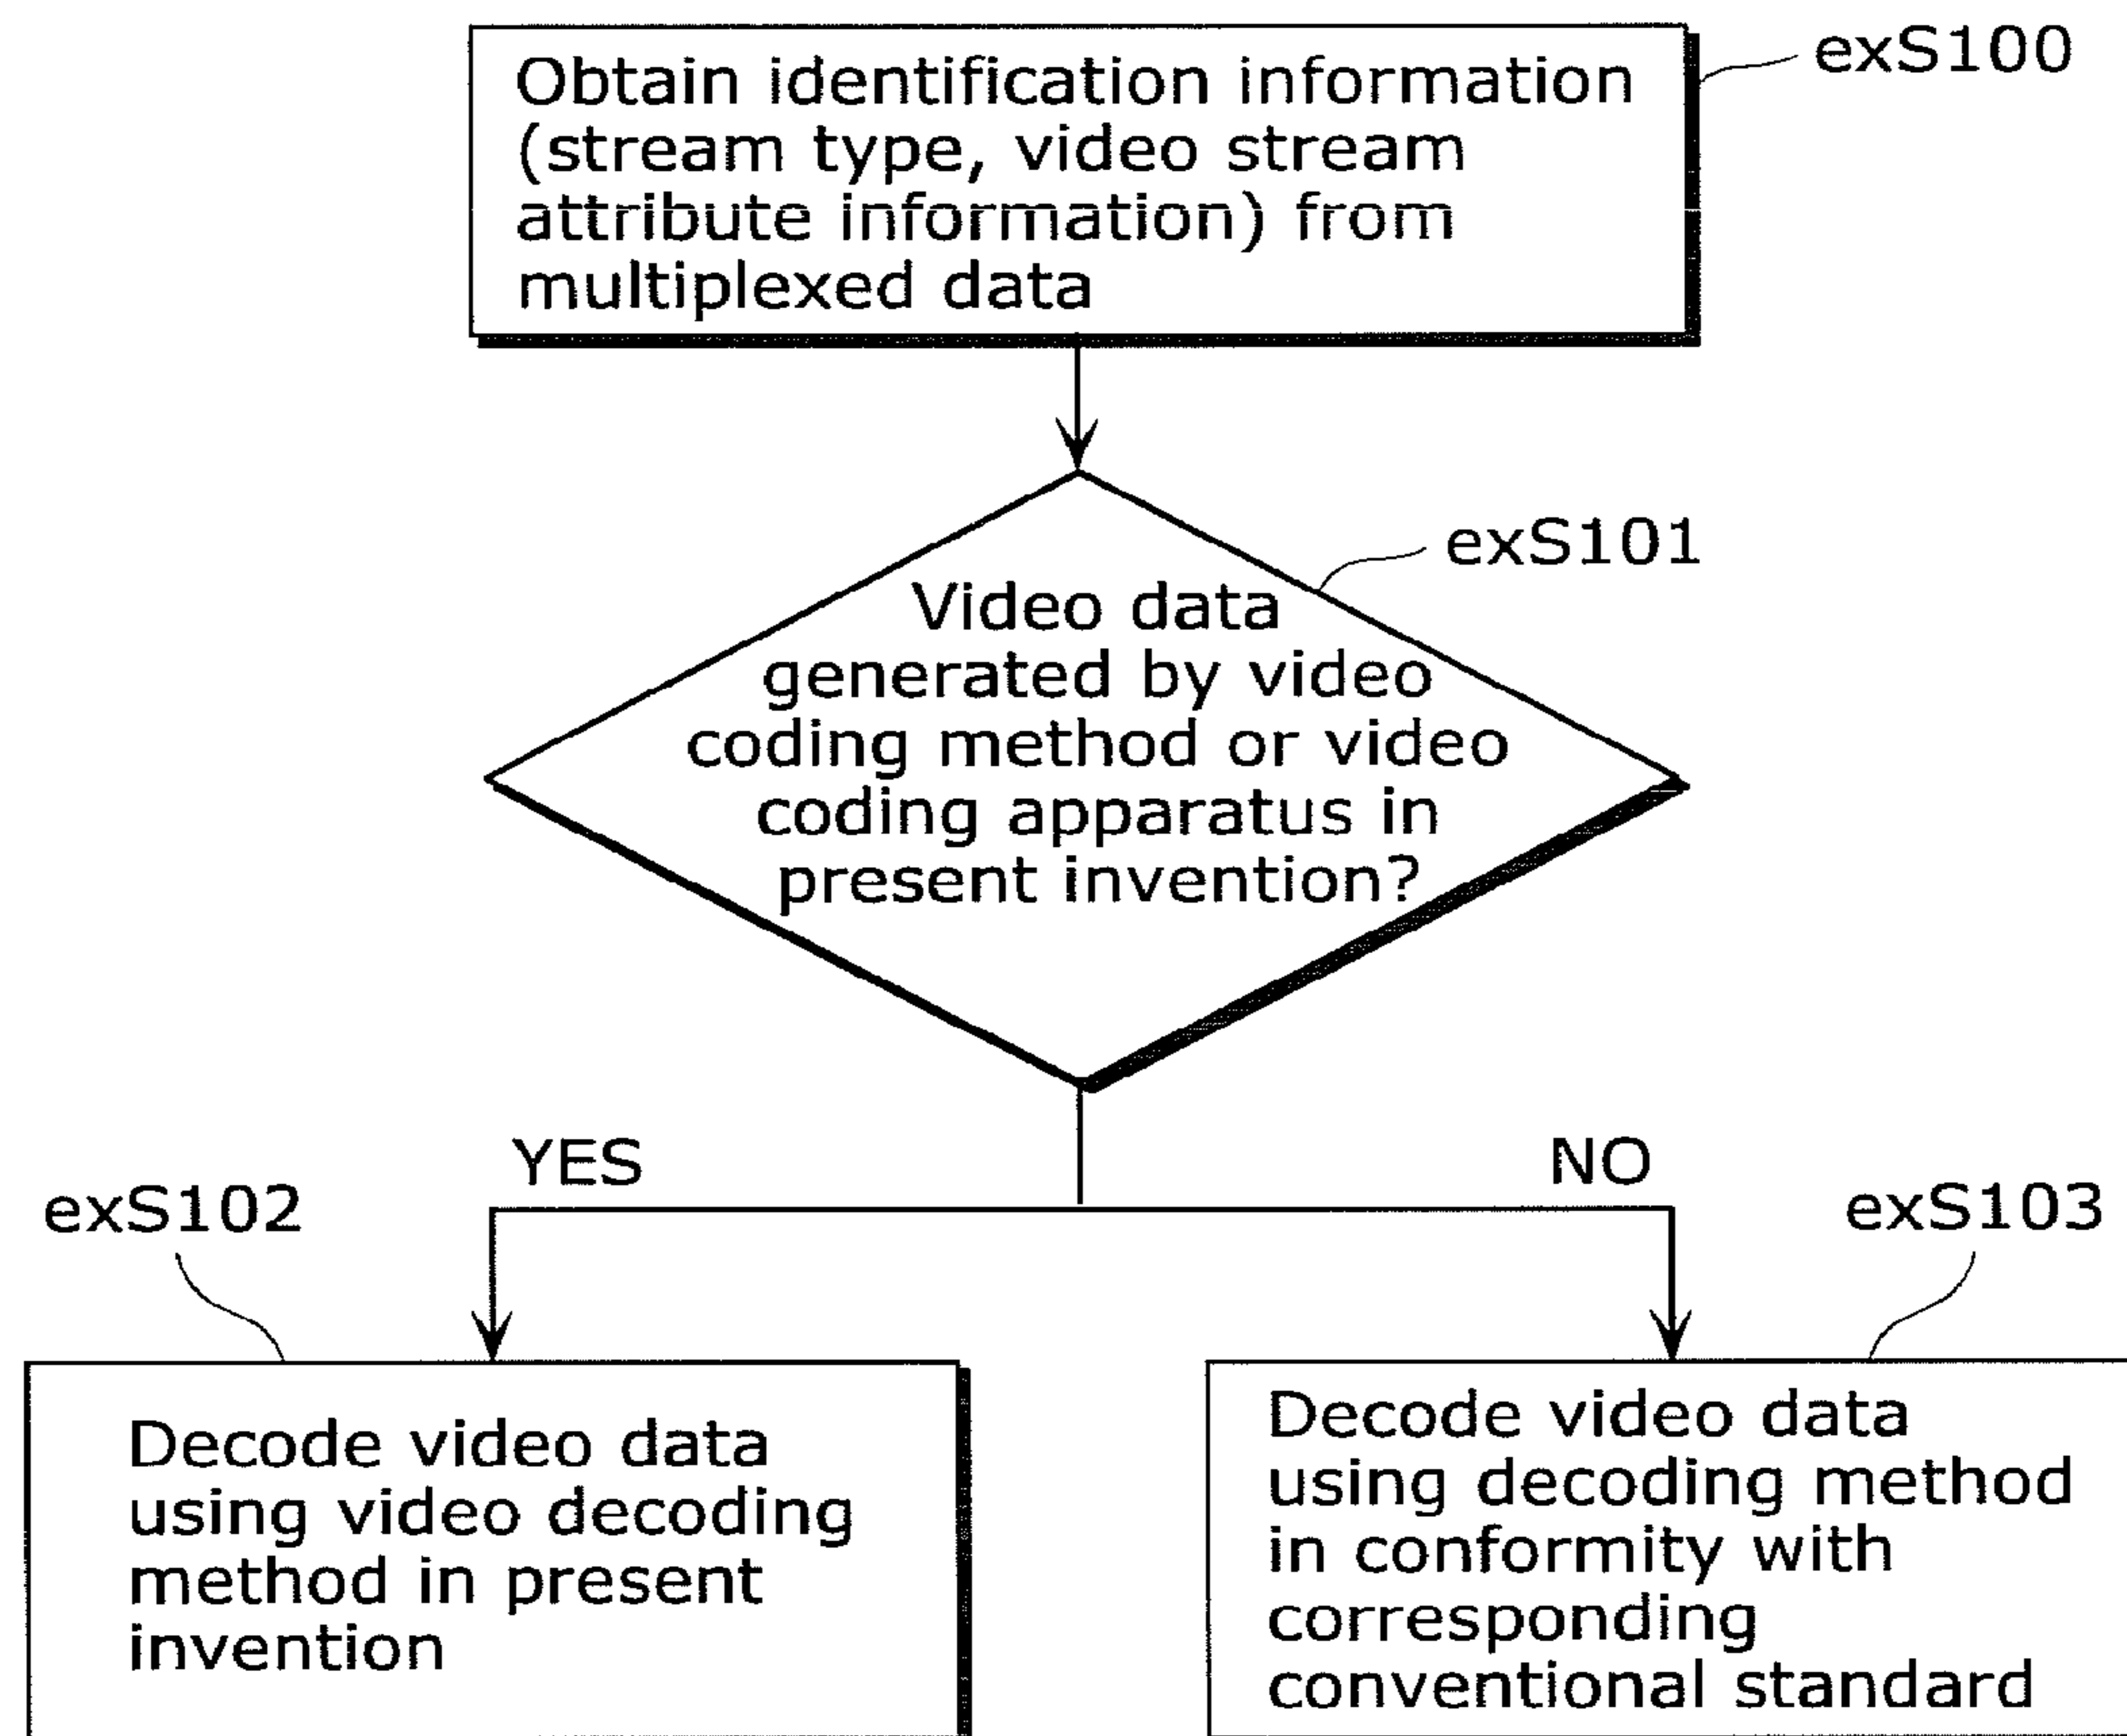 exS100
Obtain identification information
(stream type, video stream
attribute information) from
multiplexed data
exS101
Video data
generated by video
coding method or video
coding apparatus in
present invention?
YES
NO
exS102
exS103
Decode video data
using video decoding
method in present
invention
Decode video data
using decoding method
in conformity with
corresponding
conventional standard